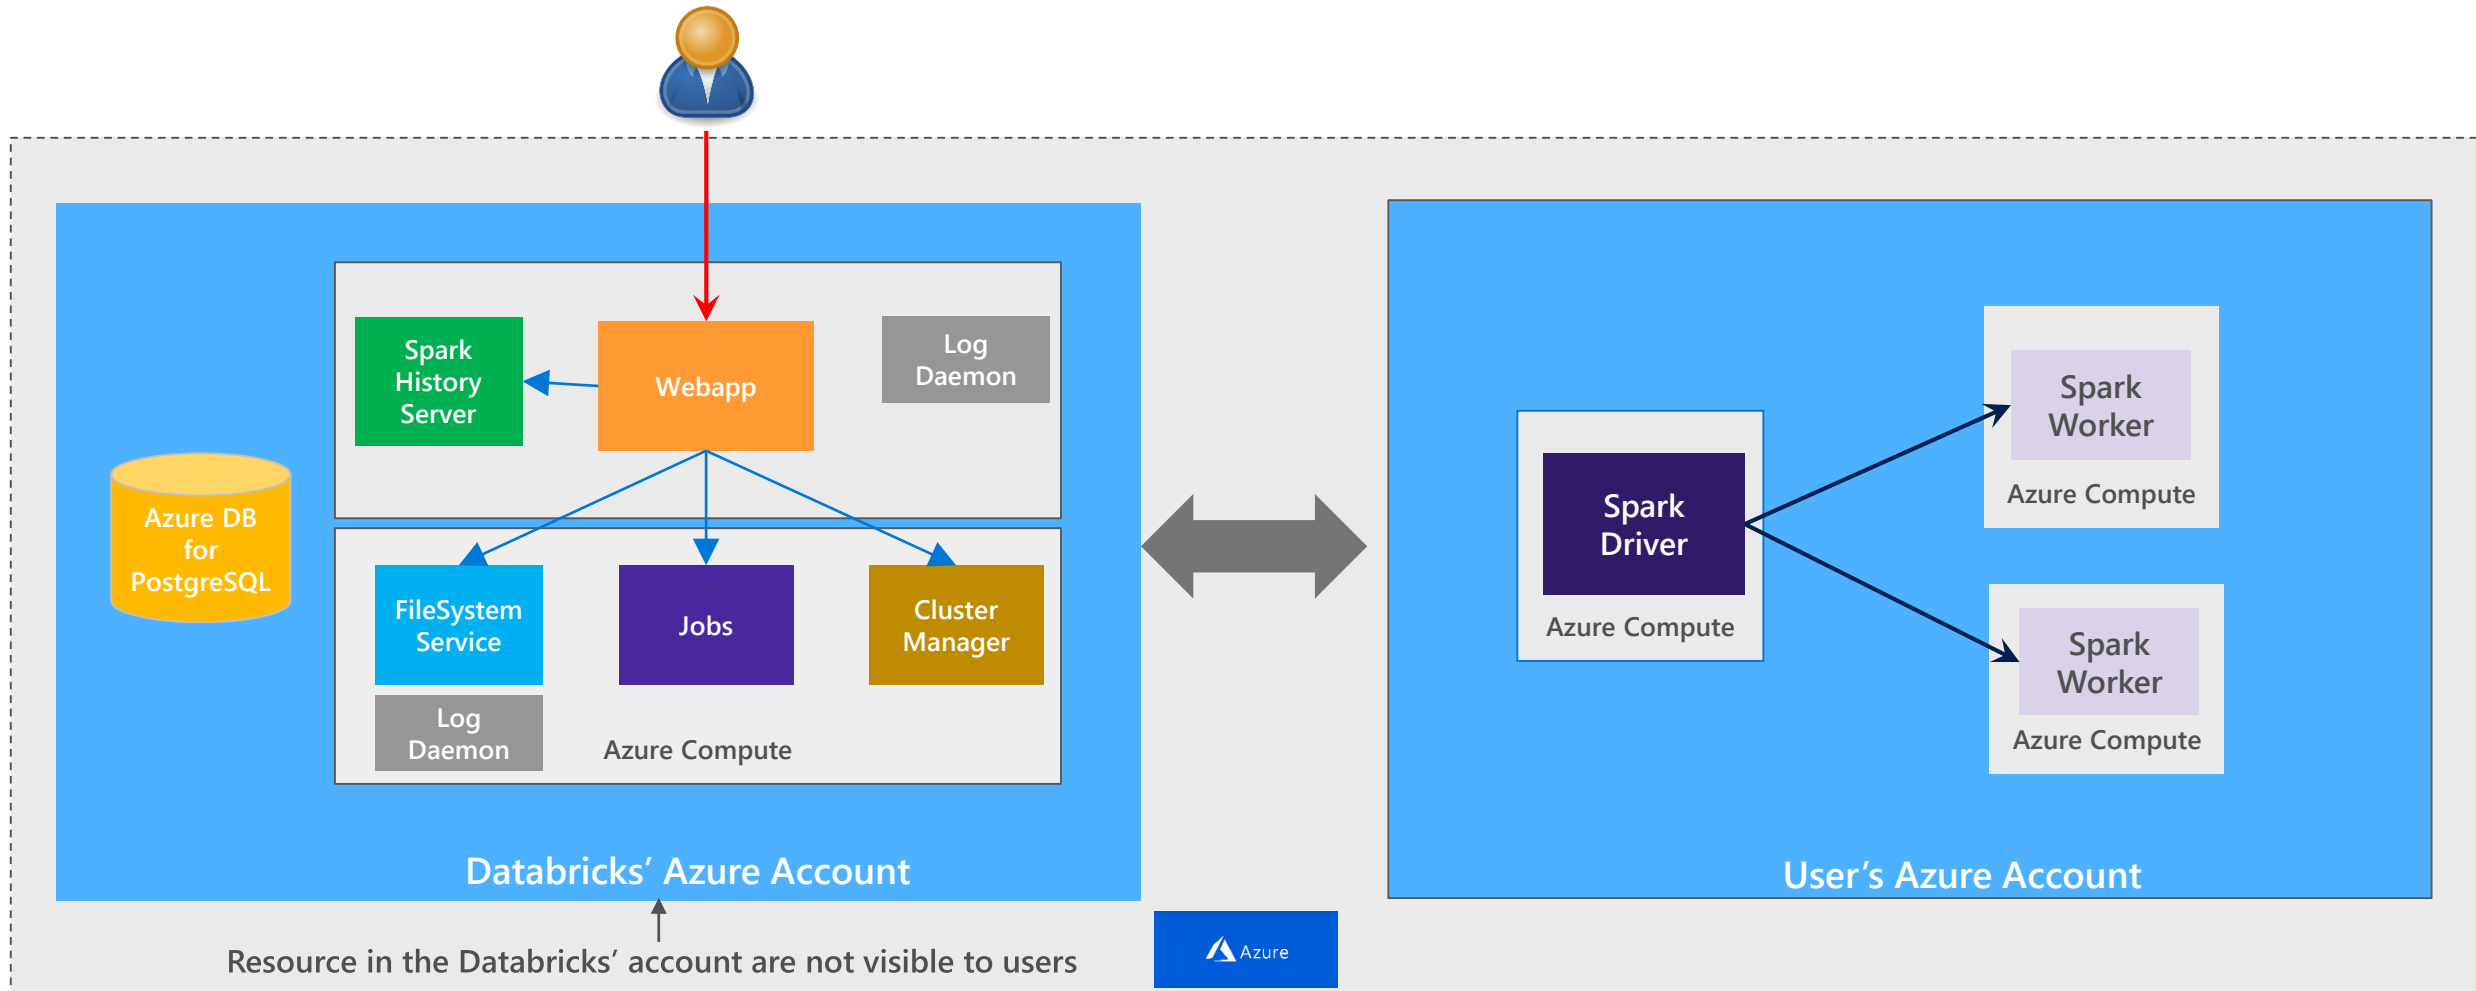 Spark
History
Server
Webapp
Log
Daemon
Azure DB
for
PostgreSQL
FileSystem
Service
Jobs
Cluster
Manager
Log
Daemon
Azure Compute
Databricks’ Azure Account
Resource in the Databricks’ account are not visible to users
Azure
Spark
Driver
Azure Compute
Spark
Worker
Azure Compute
Spark
Worker
Azure Compute
User’s Azure Account